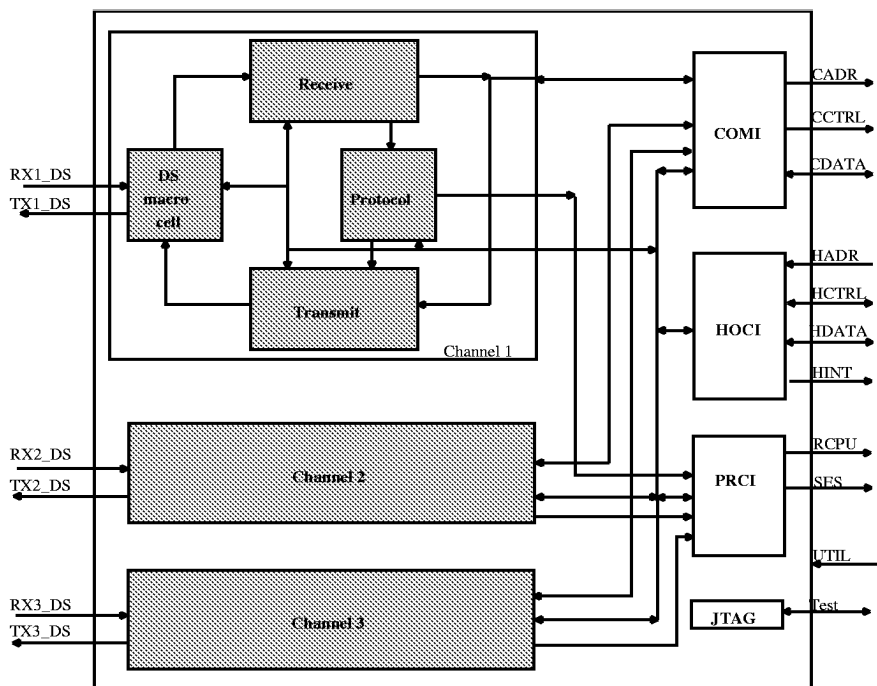 Receive
CADR
COMI
CCTRL
RX1_DS
DS
macro
cell
Protocol
CDATA
TX1_DS
HADR
Transmit
HOCI
HCTRL
HDATA
Channel 1
HINT
RX2_DS
Channel 2
PRCI
RCPU
TX2_DS
SES
UTIL
RX3_DS
Channel 3
JTAG
Test
TX3_DS